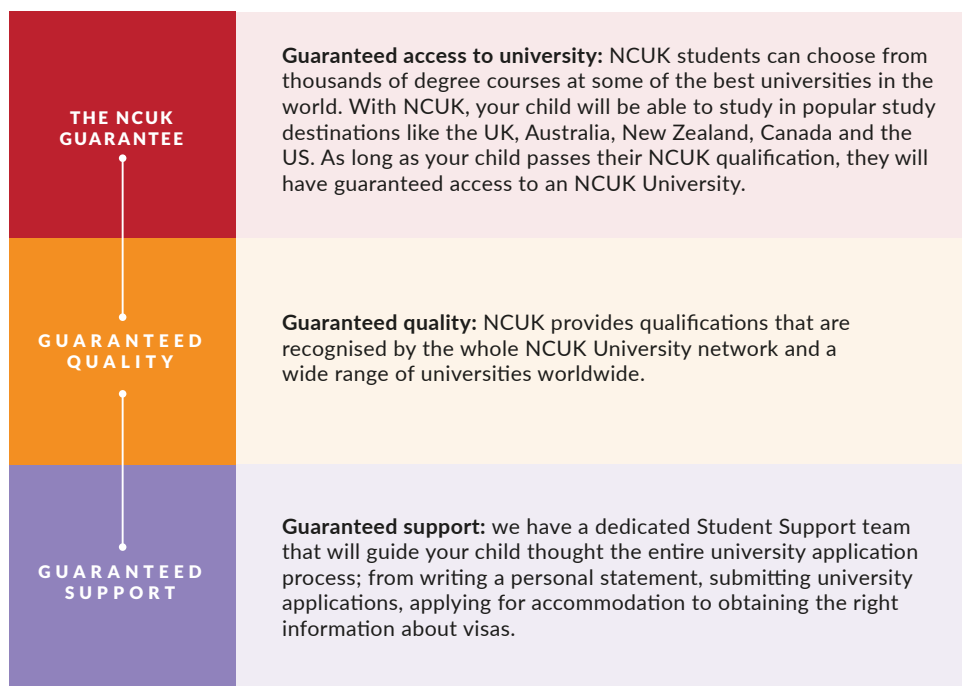 THE NCUK
GUARANTEE
Guaranteed access to university: NCUK students can choose from
thousands of degree courses at some of the best universities in the
world. With NCUK, your child will be able to study in popular study
destinations like the UK, Australia, New Zealand, Canada and the
US. As long as your child passes their NCUK qualification, they will
have guaranteed access to an NCUK University.
GUARANTEED
QUALITY
Guaranteed quality: NCUK provides qualifications that are
recognised by the whole NCUK University network and a
wide range of universities worldwide.
GUARANTEED
SUPPORT
Guaranteed support: we have a dedicated Student Support team
that will guide your child thought the entire university application
process; from writing a personal statement, submitting university
applications, applying for accommodation to obtaining the right
information about visas.